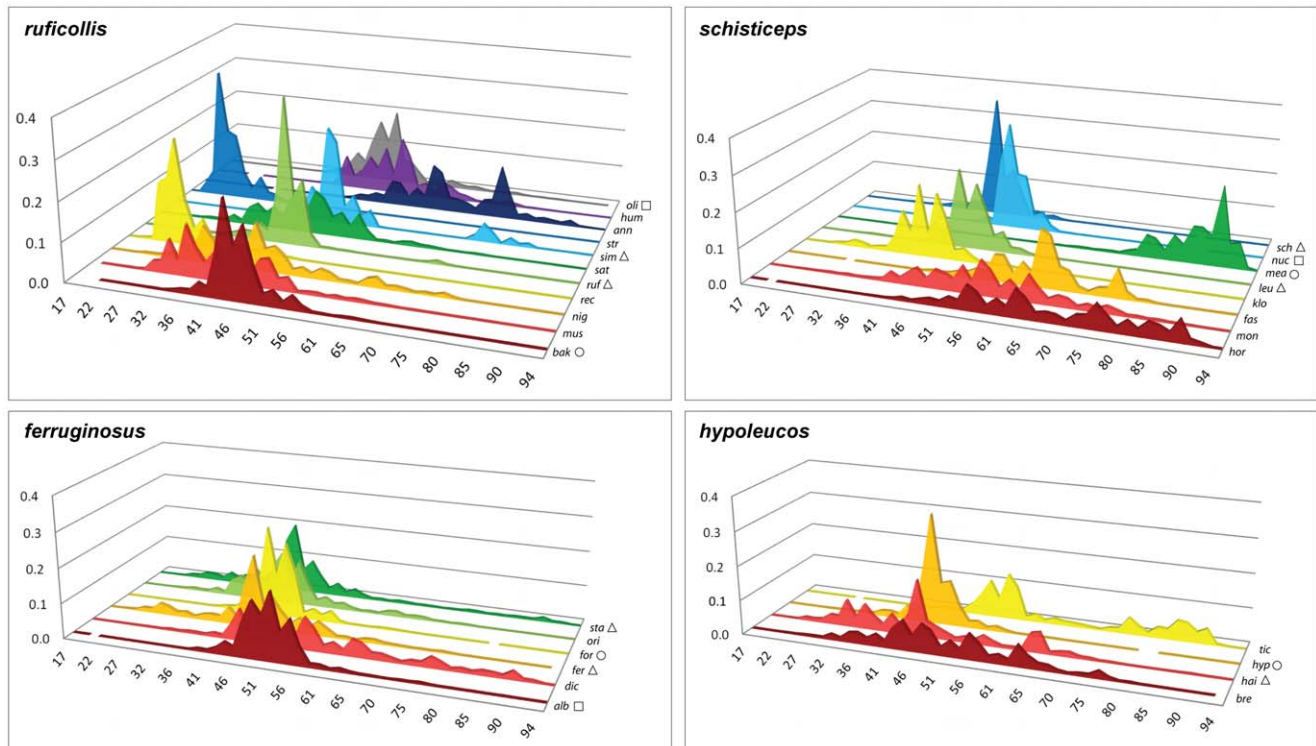 ruficollis
0.4
0.3
0.2
0.1
0.0
17 22 27 32 36 41 46 51 56 61 65 70 75 80 85 90 94
oli □
hum
ann
str
sim △
sat
ruf △
rec
nig
mus
bak ○
schisticeps
0.4
0.3
0.2
0.1
0.0
17 22 27 32 36 41 46 51 56 61 65 70 75 80 85 90 94
sch △
nuc □
mea ○
leu △
klo
fas
mon
hor
ferruginosus
0.4
0.3
0.2
0.1
0.0
17 22 27 32 36 41 46 51 56 61 65 70 75 80 85 90 94
sta △
ori
for ○
fer △
dic
alb □
hypoleucos
0.4
0.3
0.2
0.1
0.0
17 22 27 32 36 41 46 51 56 61 65 70 75 80 85 90 94
tic
hyp ○
hai △
bre